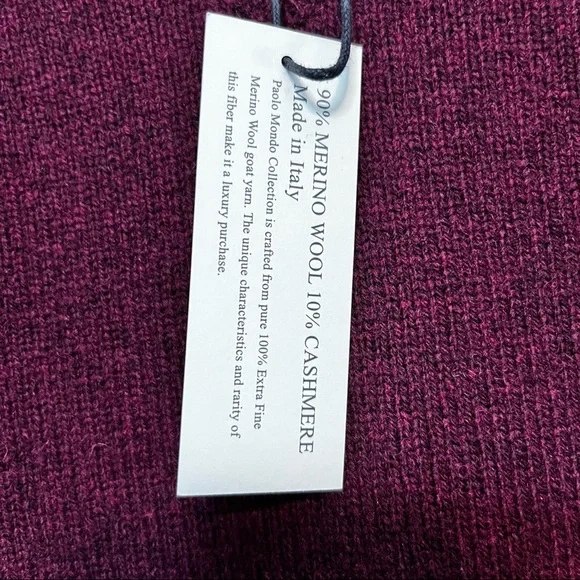 90% MERINO WOOL 10% CASHMERE
Made in Italy
Paolo Mondo Collection is crafted from pure 100% Extra Fine
Merino Wool goat yarn. The unique characteristics and rarity of
this fiber make it a luxury purchase.